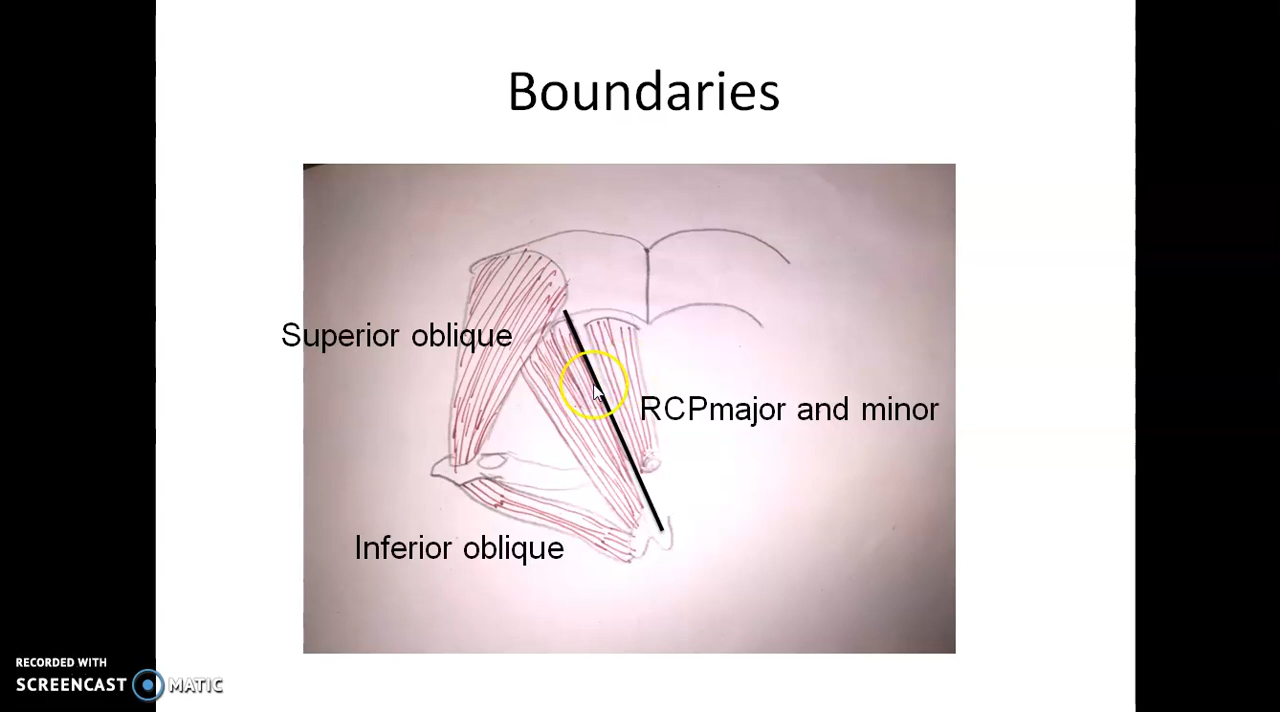 Boundaries
Superior oblique
RCPmajor and minor
Inferior oblique
RECORDED WITH
SCREENCAST MATIC